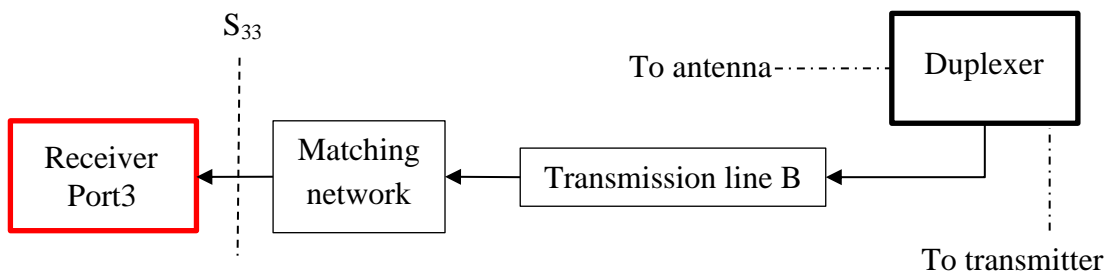 S₃₃
To antenna
Duplexer
Receiver
Port3
Matching
network
Transmission line B
To transmitter